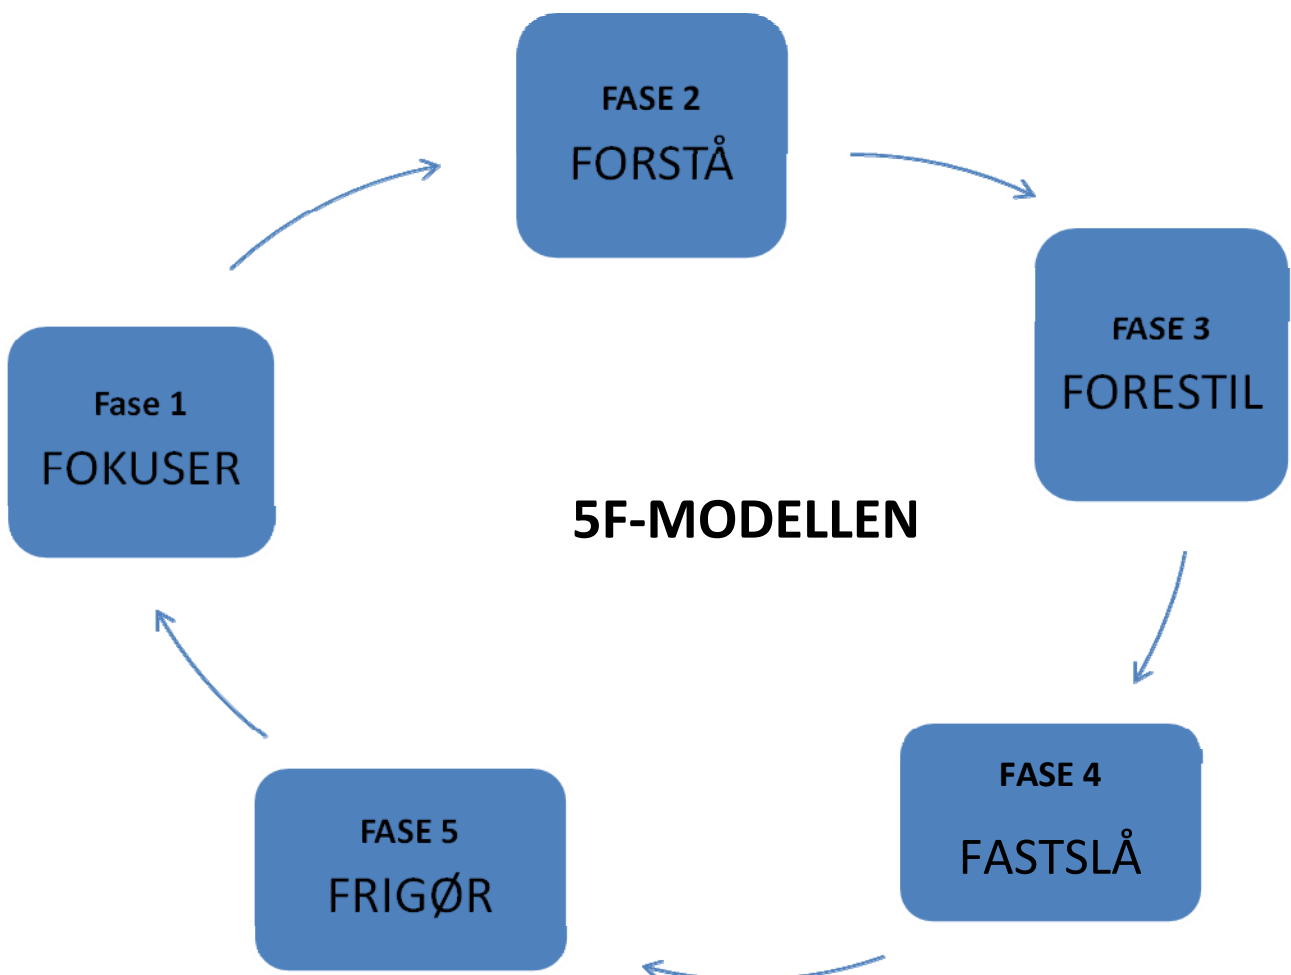 Fase 1
FOKUSER
FASE 2
FORSTÅ
FASE 3
FORESTIL
FASE 4
FASTSLÅ
FASE 5
FRIGØR
5F-MODELLEN